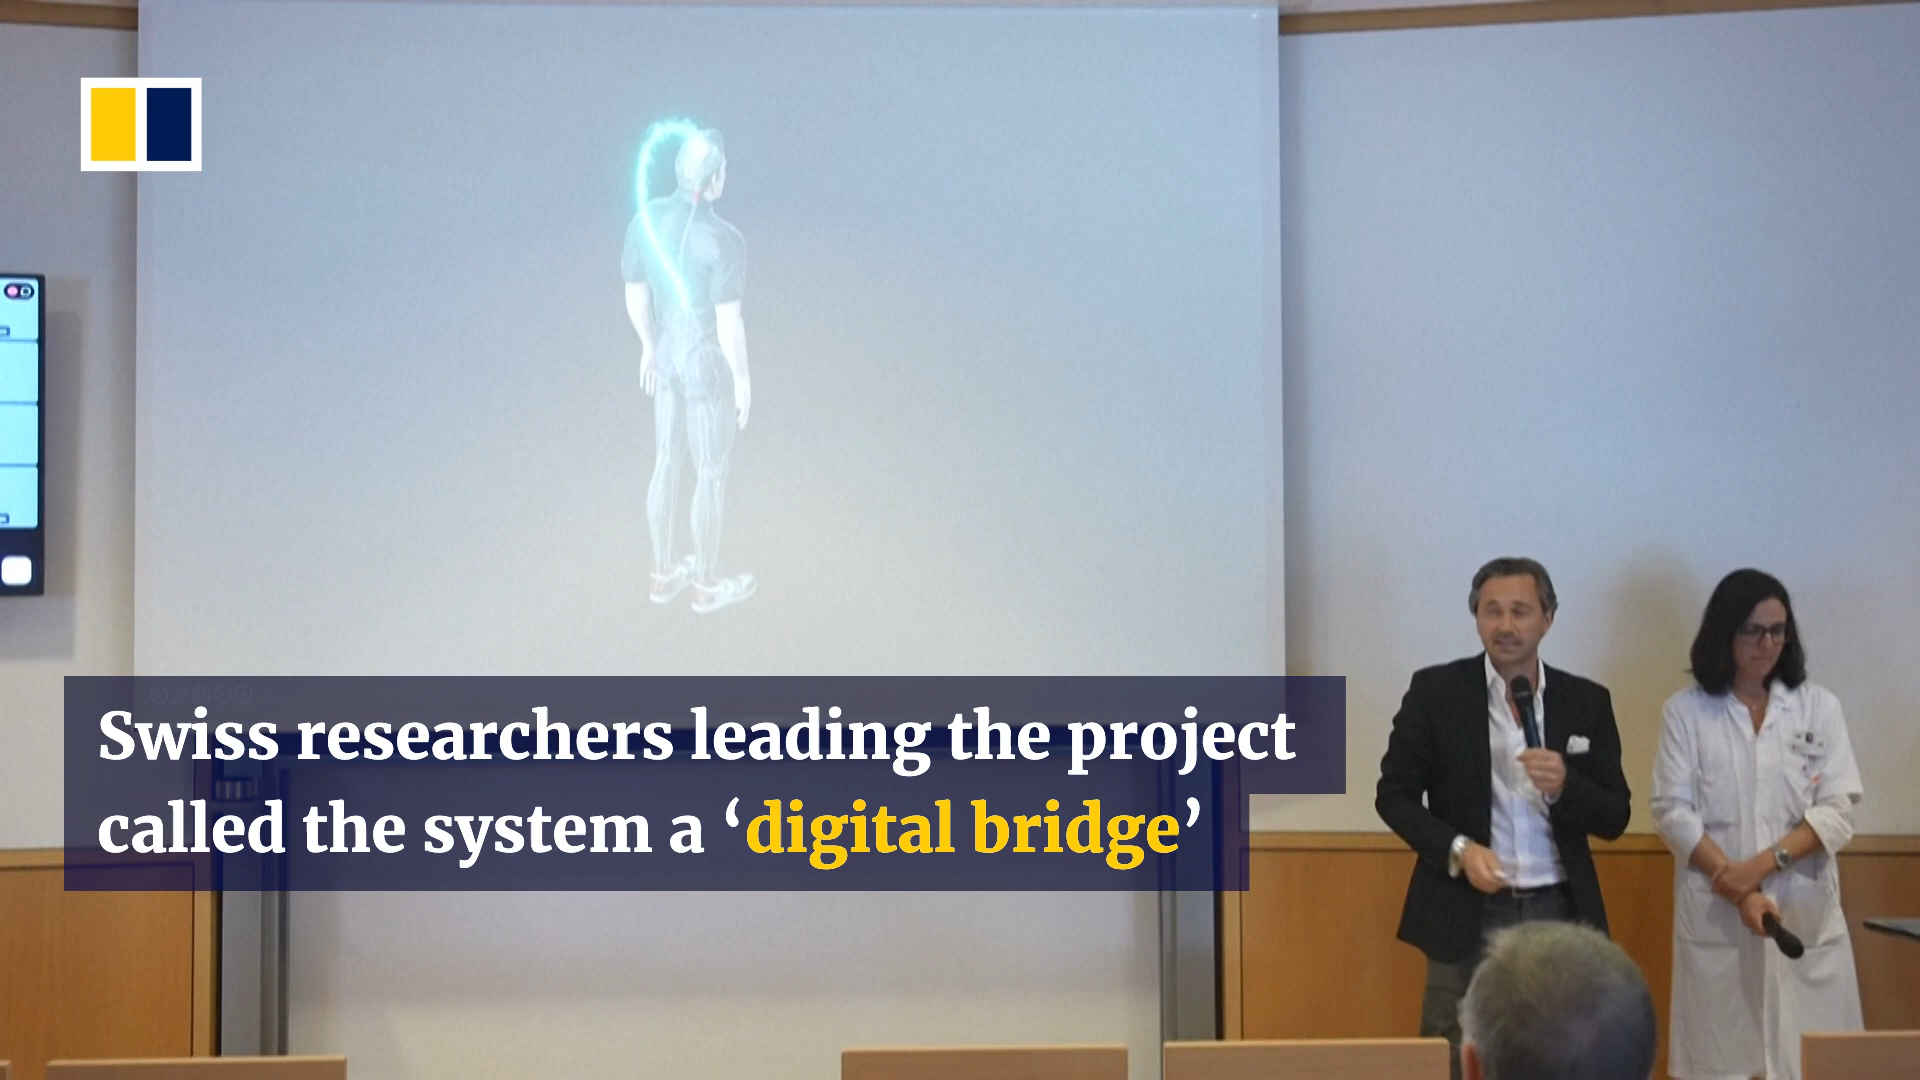 Swiss researchers leading the project
called the system a ‘digital bridge’